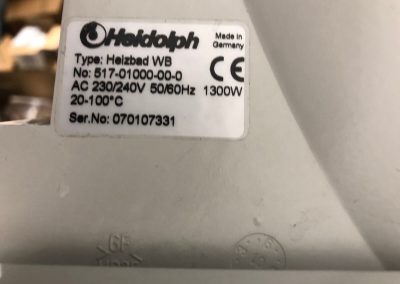 Heidolph
Made in
Germany
Type: Heizbad WB
No: 517-01000-00-0
CE
AC 230/240V 50/60Hz 1300W
20-100°C
Ser.No: 070107331